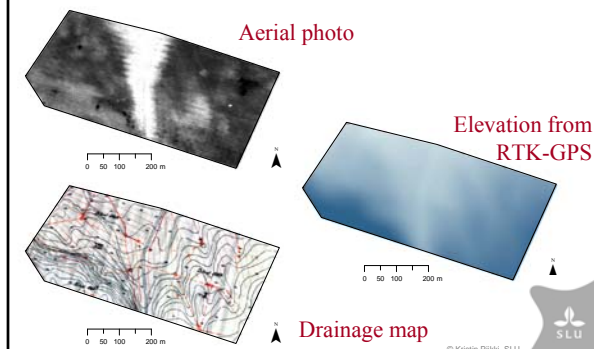 Aerial photo
N
0 50 100 200 m
Elevation from
RTK-GPS
N
0 50 100 200 m
N
0 50 100 200 m
Drainage map
© Kristin Piikki, SLU
SLU